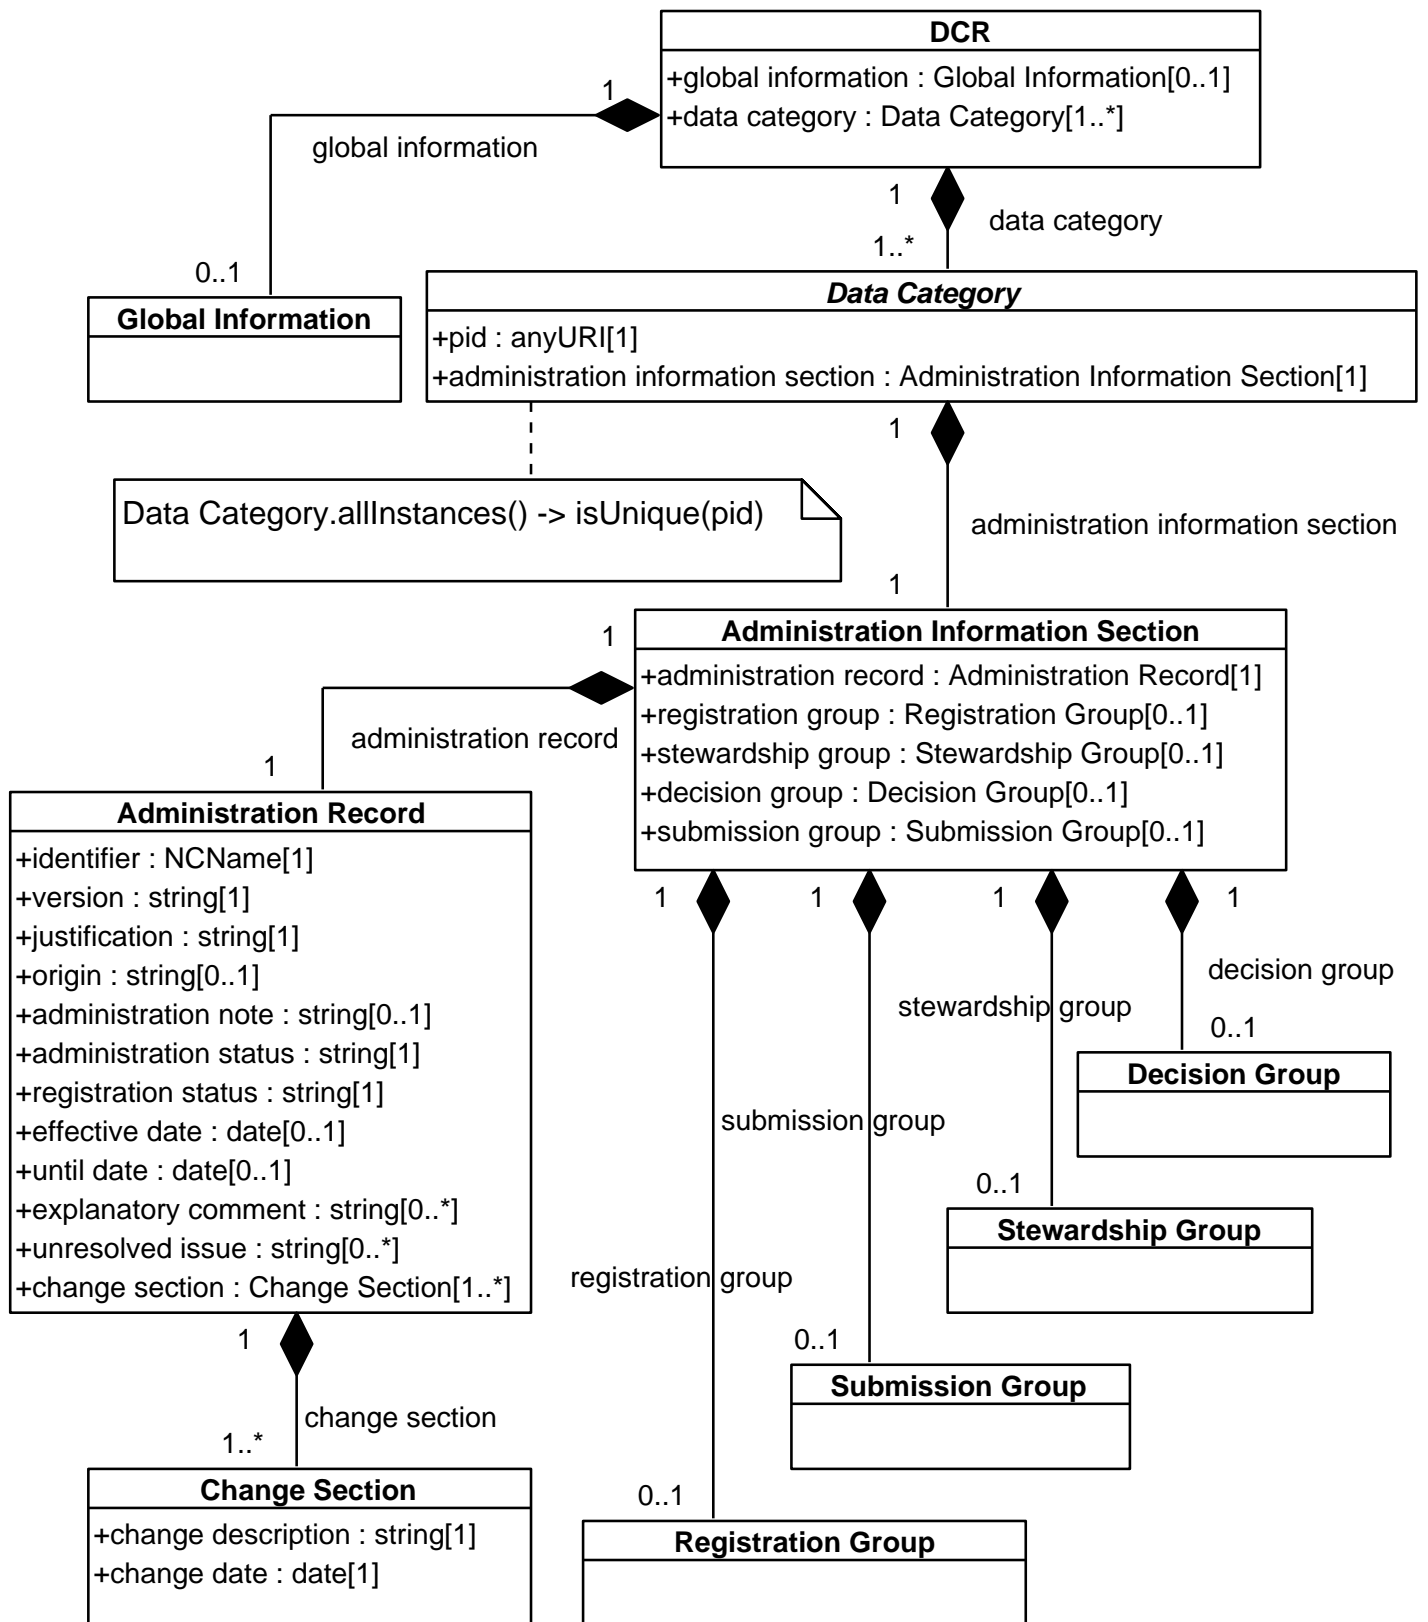 DCR
+global information : Global Information[0..1]
+data category : Data Category[1..*]
1
global information
0..1
1
data category
1..*
Global Information
Data Category
+pid : anyURI[1]
+administration information section : Administration Information Section[1]
Data Category.allInstances() -> isUnique(pid)
1
administration information section
1
Administration Information Section
+administration record : Administration Record[1]
+registration group : Registration Group[0..1]
+stewardship group : Stewardship Group[0..1]
+decision group : Decision Group[0..1]
+submission group : Submission Group[0..1]
1
administration record
1
Administration Record
+identifier : NCName[1]
+version : string[1]
+justification : string[1]
+origin : string[0..1]
+administration note : string[0..1]
+administration status : string[1]
+registration status : string[1]
+effective date : date[0..1]
+until date : date[0..1]
+explanatory comment : string[0..*]
+unresolved issue : string[0..*]
+change section : Change Section[1..*]
1
1
1
1
decision group
0..1
Decision Group
stewardship group
0..1
Stewardship Group
submission group
0..1
Submission Group
registration group
0..1
Registration Group
1
change section
1..*
Change Section
+change description : string[1]
+change date : date[1]